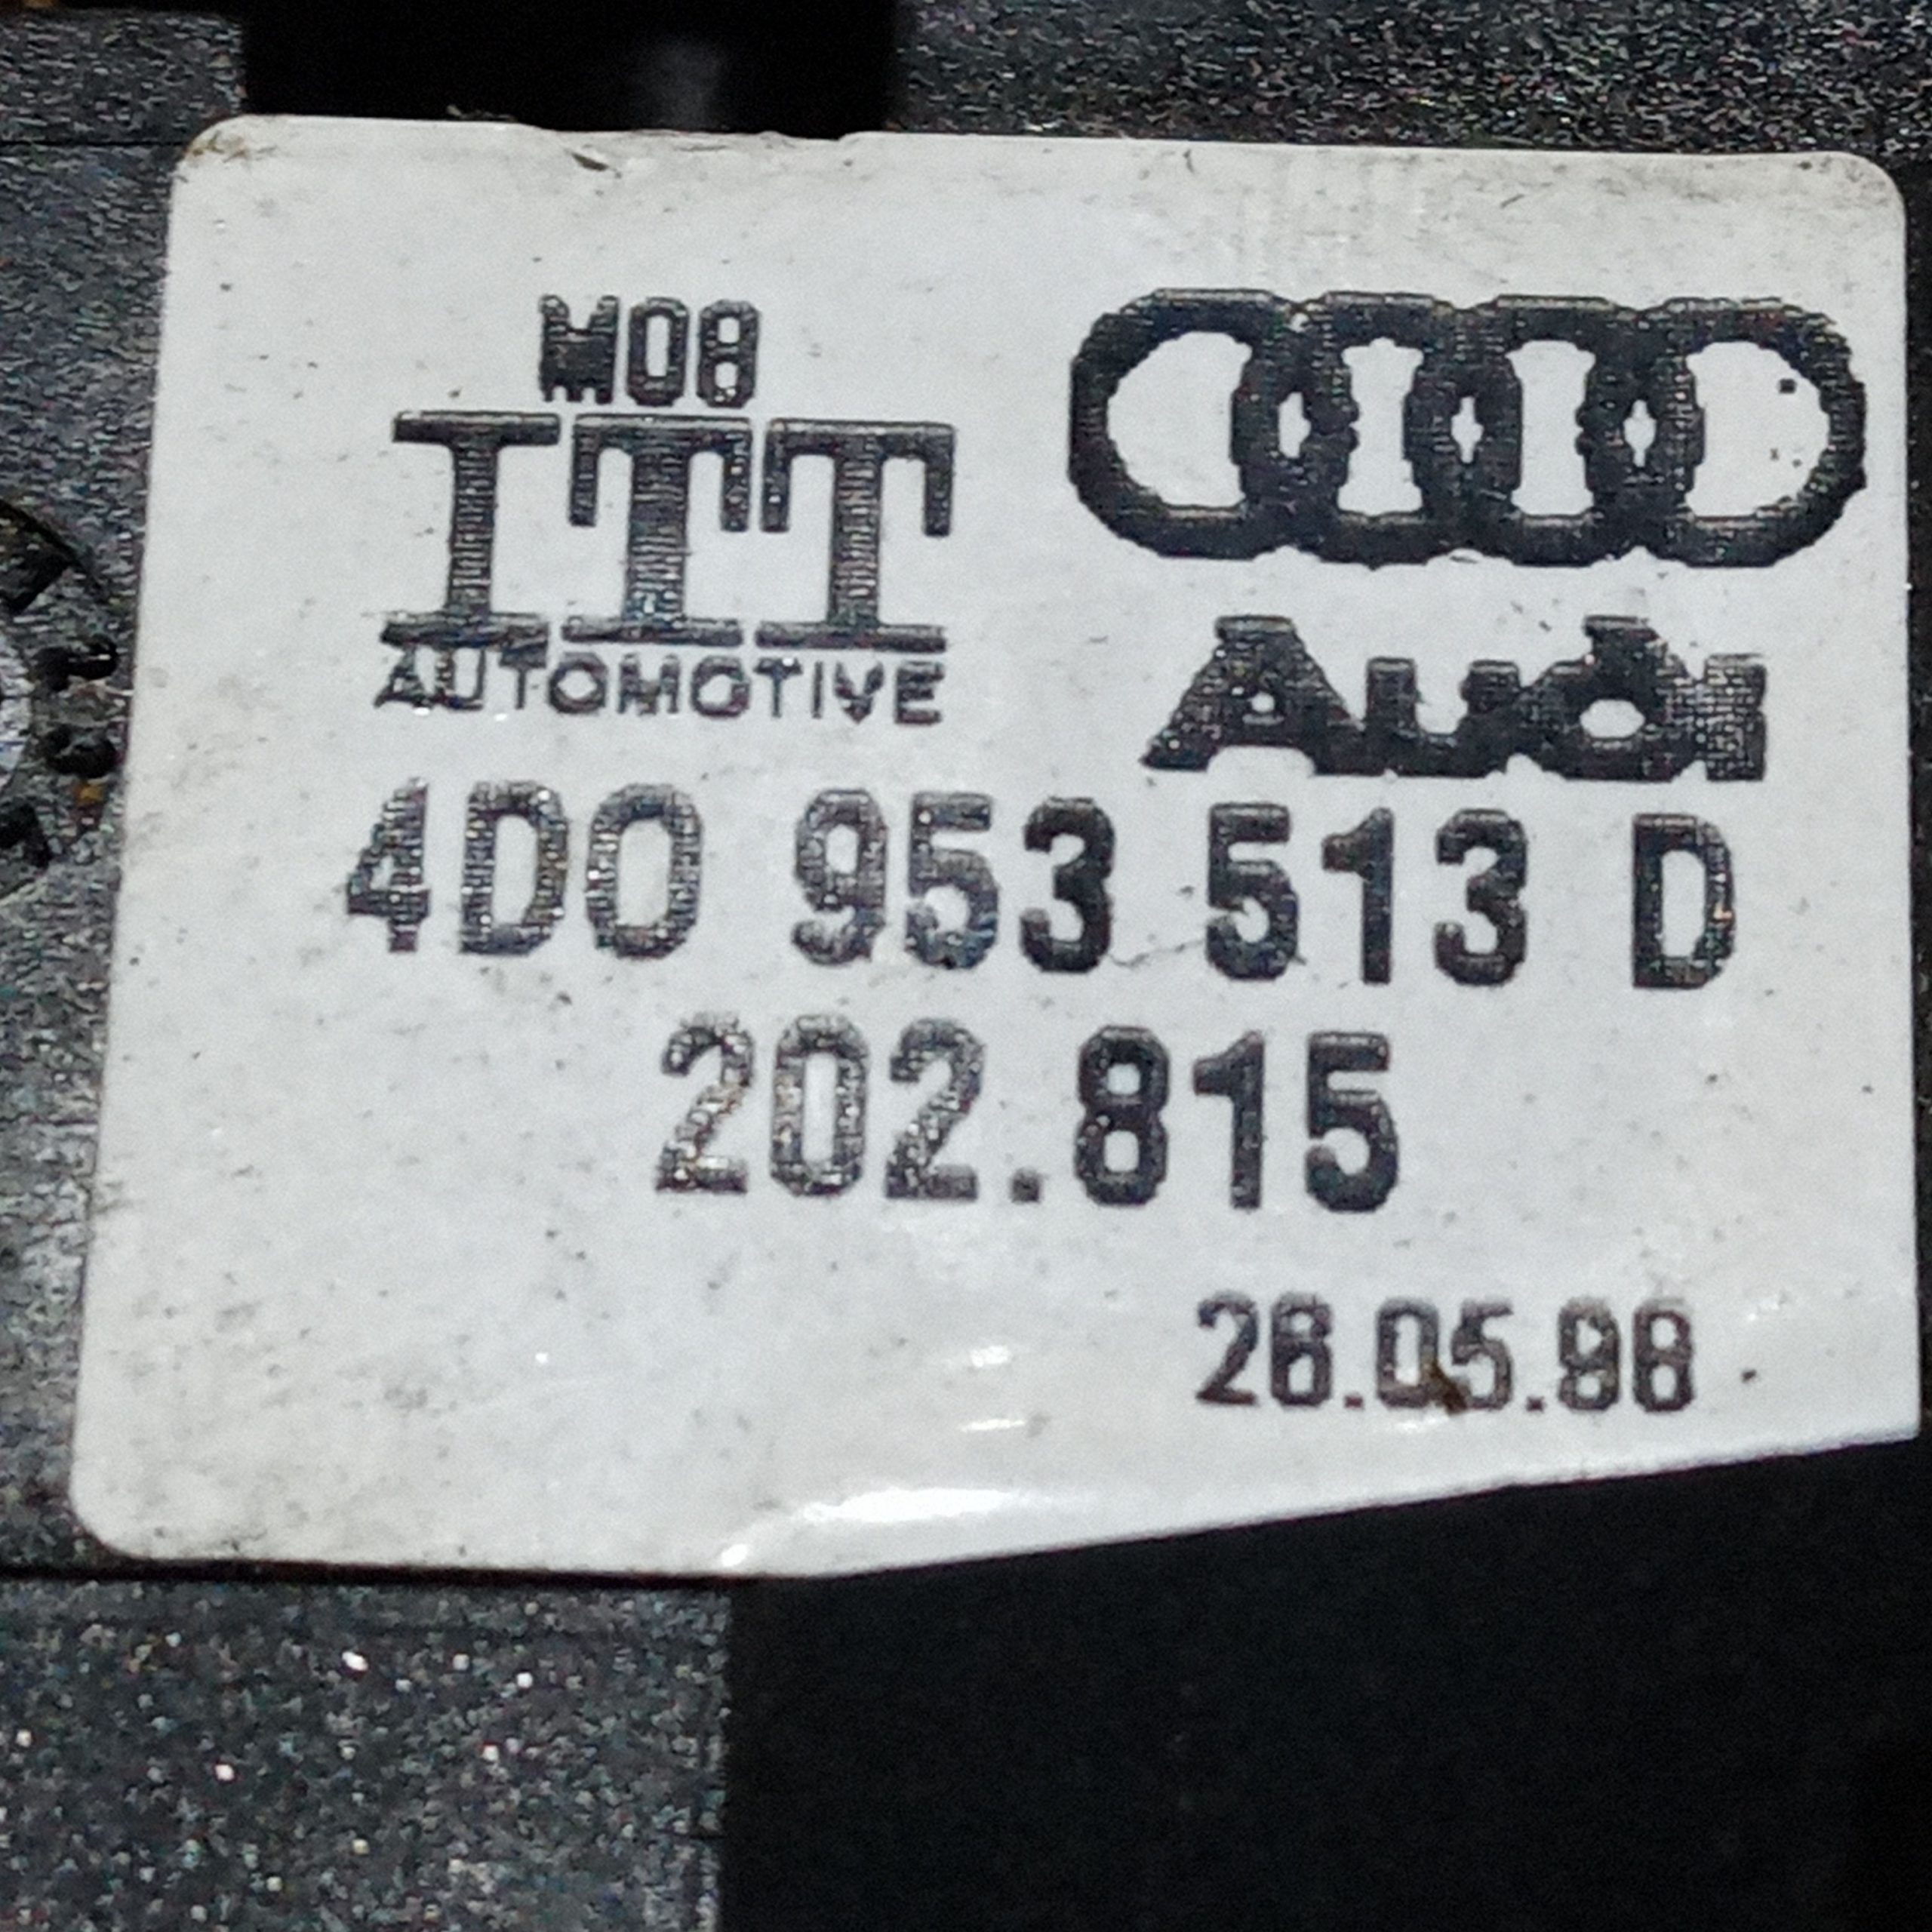 M08
ITT
AUTOMOTIVE
Audi
4D0 953 513 D
202.815
26.05.98